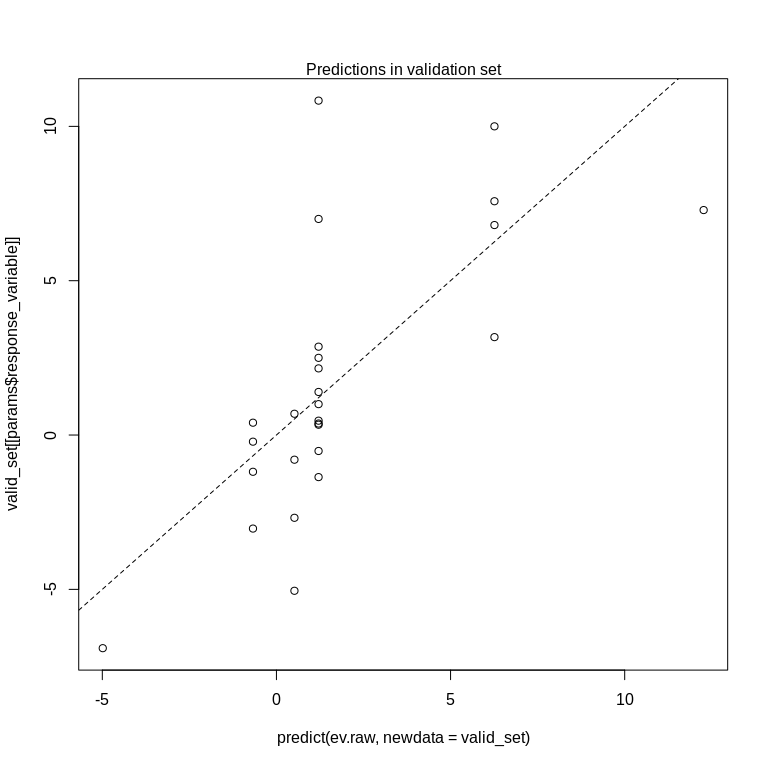 Predictions in validation set
valid_set[[params$response_variable]]
10
5
0
-5
-5
0
5
10
predict(ev.raw, newdata = valid_set)